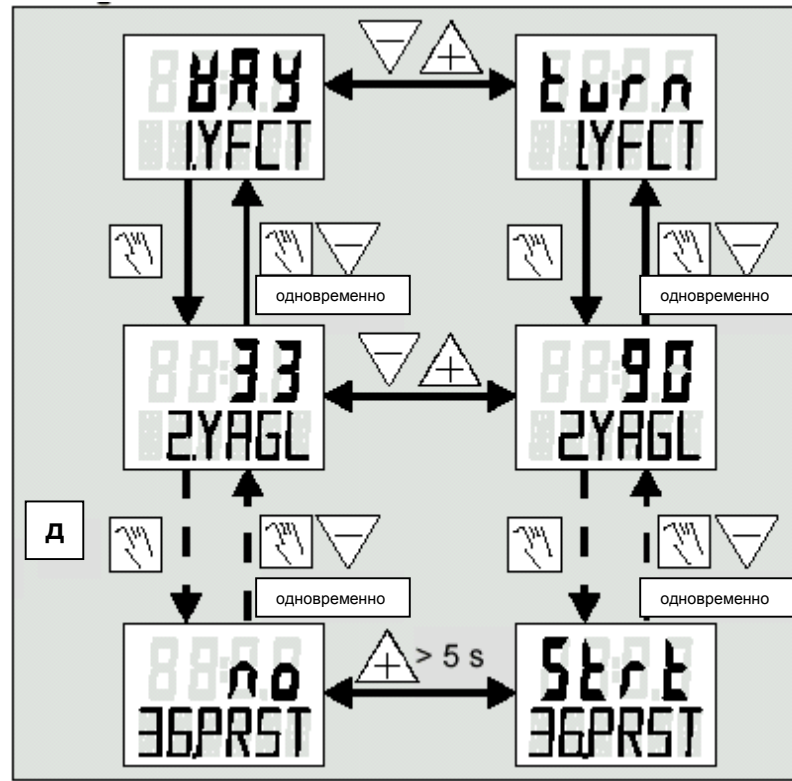 WAY
1.YFCT
turn
1.YFCT
одновременно
одновременно
33
2.YAGL
90
2.YAGL
д
одновременно
одновременно
no
36.PRST
> 5 s
Strt
36.PRST